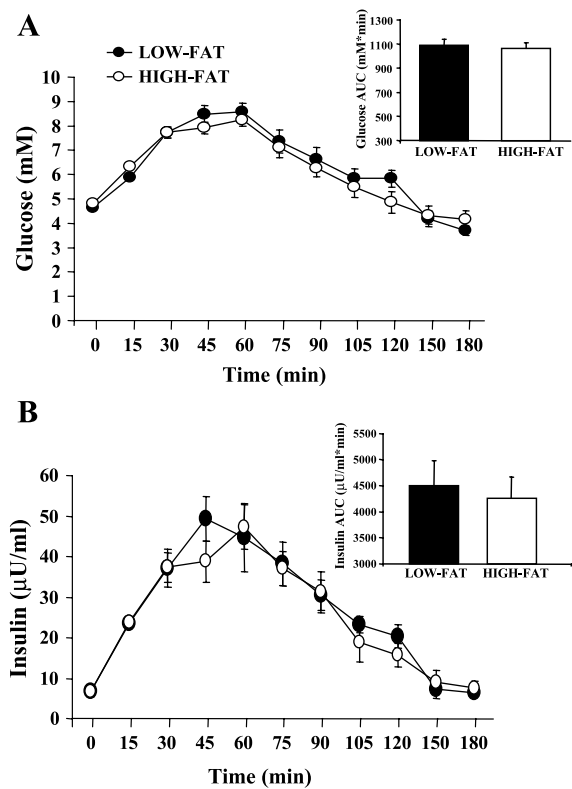 A
LOW-FAT
HIGH-FAT
Glucose (mM)
10
9
8
7
6
5
4
3
2
1
0
0 15 30 45 60 75 90 105 120 150 180
Time (min)
Glucose AUC (mM*min)
1300
1100
900
700
500
300
LOW-FAT HIGH-FAT
B
Insulin (µU/ml)
60
50
40
30
20
10
0
0 15 30 45 60 75 90 105 120 150 180
Time (min)
Insulin AUC (µU/ml*min)
5500
5000
4500
4000
3500
3000
LOW-FAT HIGH-FAT